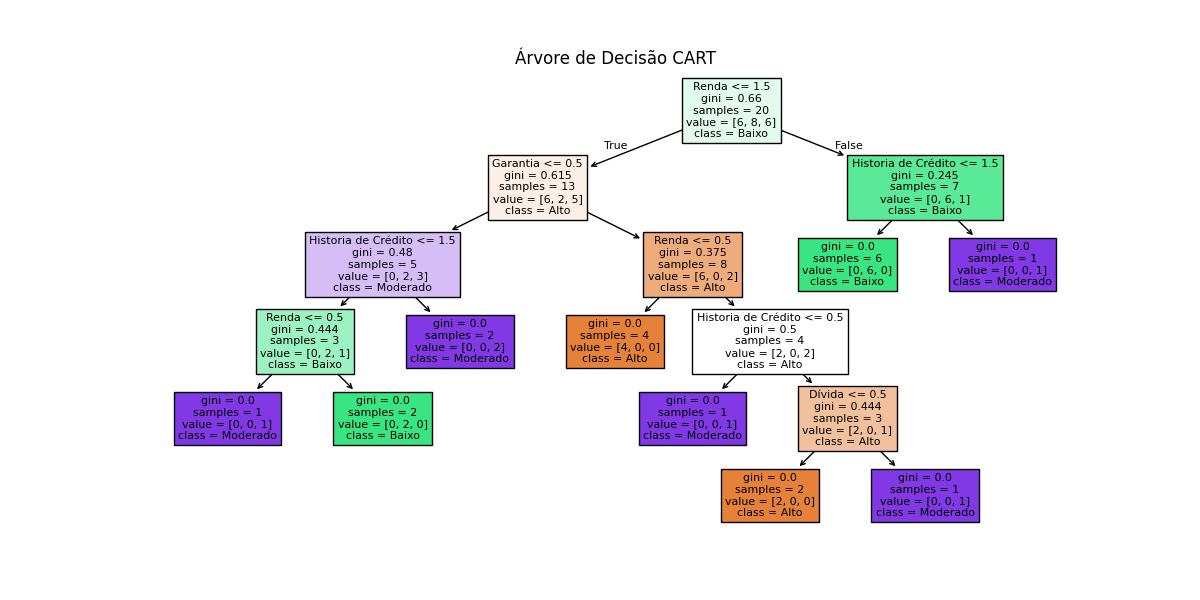 Árvore de Decisão CART
Renda <= 1.5
gini = 0.66
samples = 20
value = [6, 8, 6]
class = Baixo
True
False
Garantia <= 0.5
gini = 0.615
samples = 13
value = [6, 2, 5]
class = Alto
Historia de Crédito <= 1.5
gini = 0.245
samples = 7
value = [0, 6, 1]
class = Baixo
Historia de Crédito <= 1.5
gini = 0.48
samples = 5
value = [0, 2, 3]
class = Moderado
Renda <= 0.5
gini = 0.375
samples = 8
value = [6, 0, 2]
class = Alto
gini = 0.0
samples = 6
value = [0, 6, 0]
class = Baixo
gini = 0.0
samples = 1
value = [0, 0, 1]
class = Moderado
Renda <= 0.5
gini = 0.444
samples = 3
value = [0, 2, 1]
class = Baixo
gini = 0.0
samples = 2
value = [0, 0, 2]
class = Moderado
gini = 0.0
samples = 4
value = [4, 0, 0]
class = Alto
Historia de Crédito <= 0.5
gini = 0.5
samples = 4
value = [2, 0, 2]
class = Alto
gini = 0.0
samples = 1
value = [0, 0, 1]
class = Moderado
gini = 0.0
samples = 2
value = [0, 2, 0]
class = Baixo
gini = 0.0
samples = 1
value = [0, 0, 1]
class = Moderado
Dívida <= 0.5
gini = 0.444
samples = 3
value = [2, 0, 1]
class = Alto
gini = 0.0
samples = 2
value = [2, 0, 0]
class = Alto
gini = 0.0
samples = 1
value = [0, 0, 1]
class = Moderado